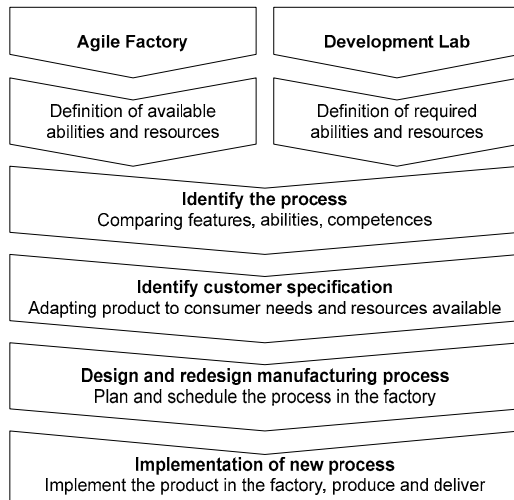 Agile Factory
Development Lab
Definition of available
abilities and resources
Definition of required
abilities and resources
Identify the process
Comparing features, abilities, competences
Identify customer specification
Adapting product to consumer needs and resources available
Design and redesign manufacturing process
Plan and schedule the process in the factory
Implementation of new process
Implement the product in the factory, produce and deliver